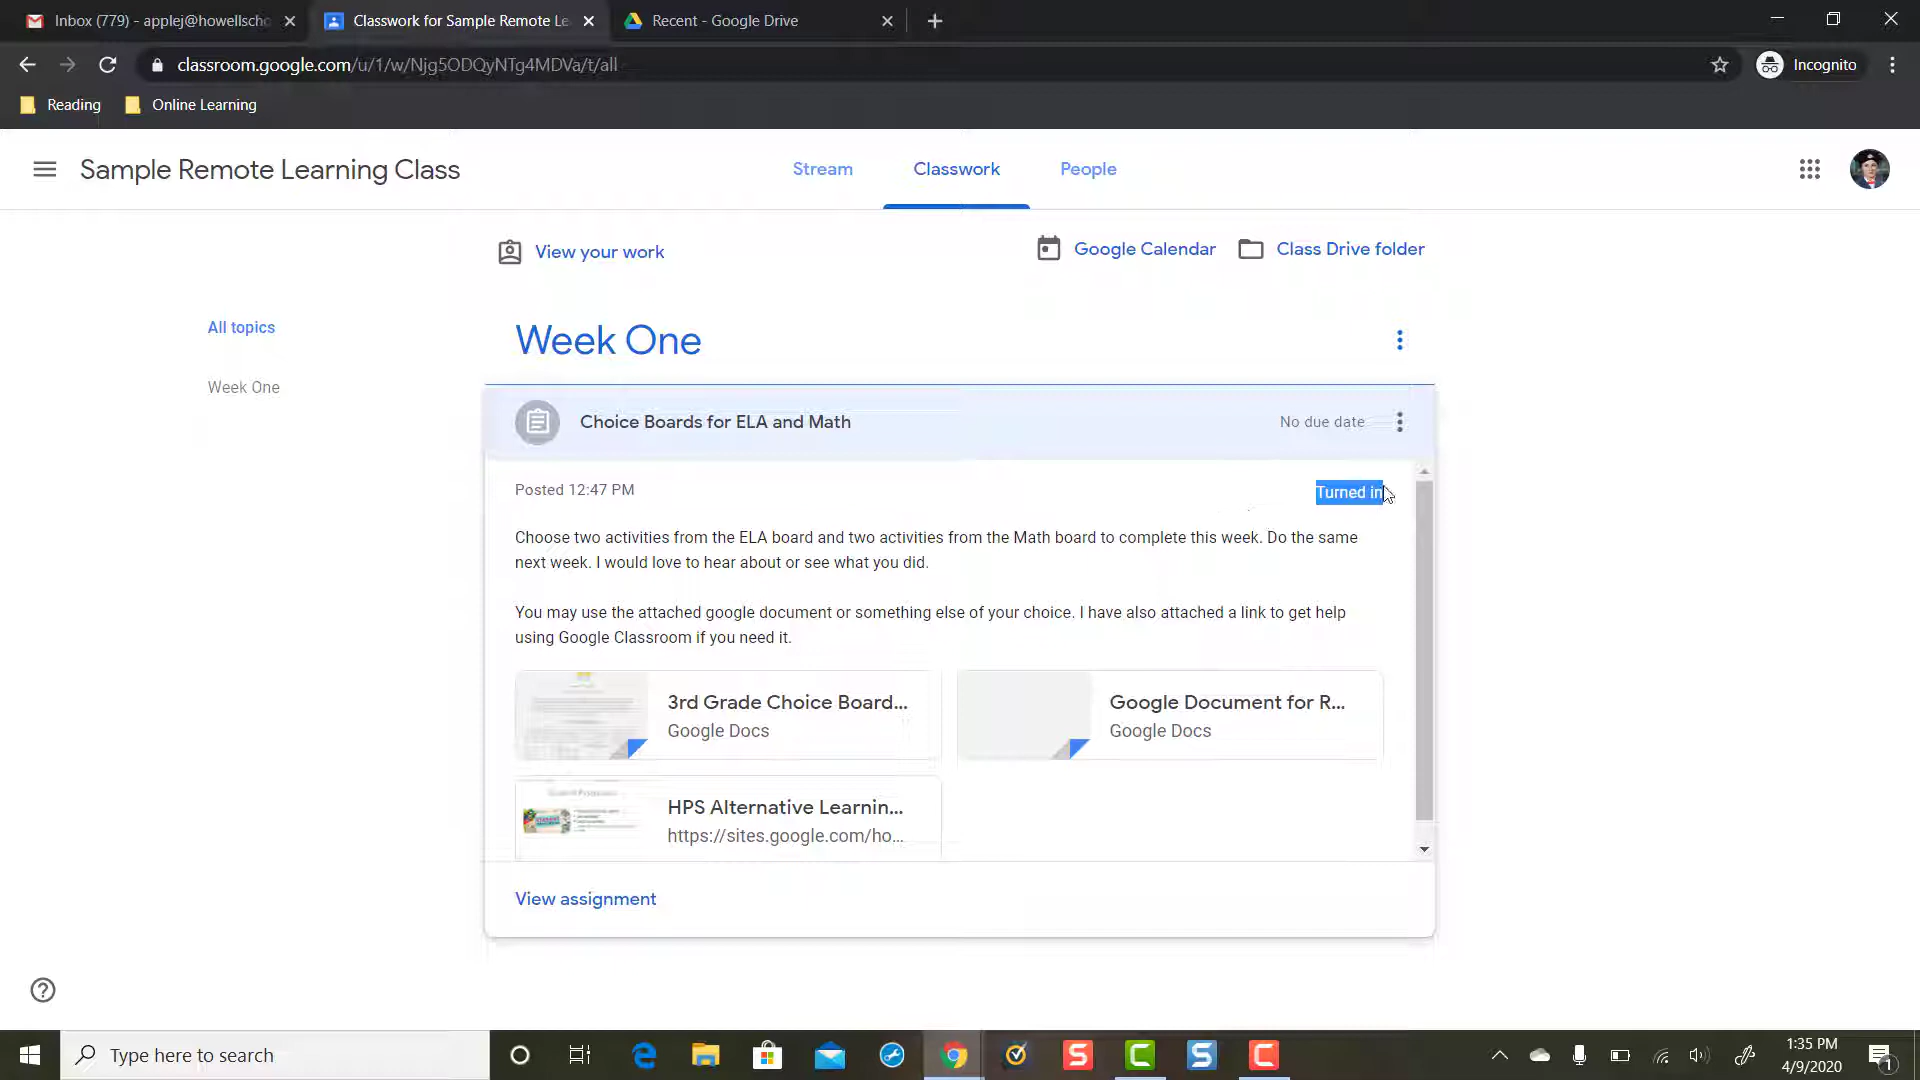 Inbox (779) - applej@howellscho
Classwork for Sample Remote Le
Recent - Google Drive
classroom.google.com/u/1/w/Njg5ODQyNTg4MDVa/t/all
Incognito
Reading
Online Learning
Sample Remote Learning Class
Stream
Classwork
People
View your work
Google Calendar
Class Drive folder
All topics
Week One
Week One
Choice Boards for ELA and Math
No due date
Posted 12:47 PM
Turned in
Choose two activities from the ELA board and two activities from the Math board to complete this week. Do the same
next week. I would love to hear about or see what you did.
You may use the attached google document or something else of your choice. I have also attached a link to get help
using Google Classroom if you need it.
3rd Grade Choice Board...
Google Docs
Google Document for R...
Google Docs
HPS Alternative Learnin...
https://sites.google.com/ho...
View assignment
Type here to search
1:35 PM
4/9/2020
1